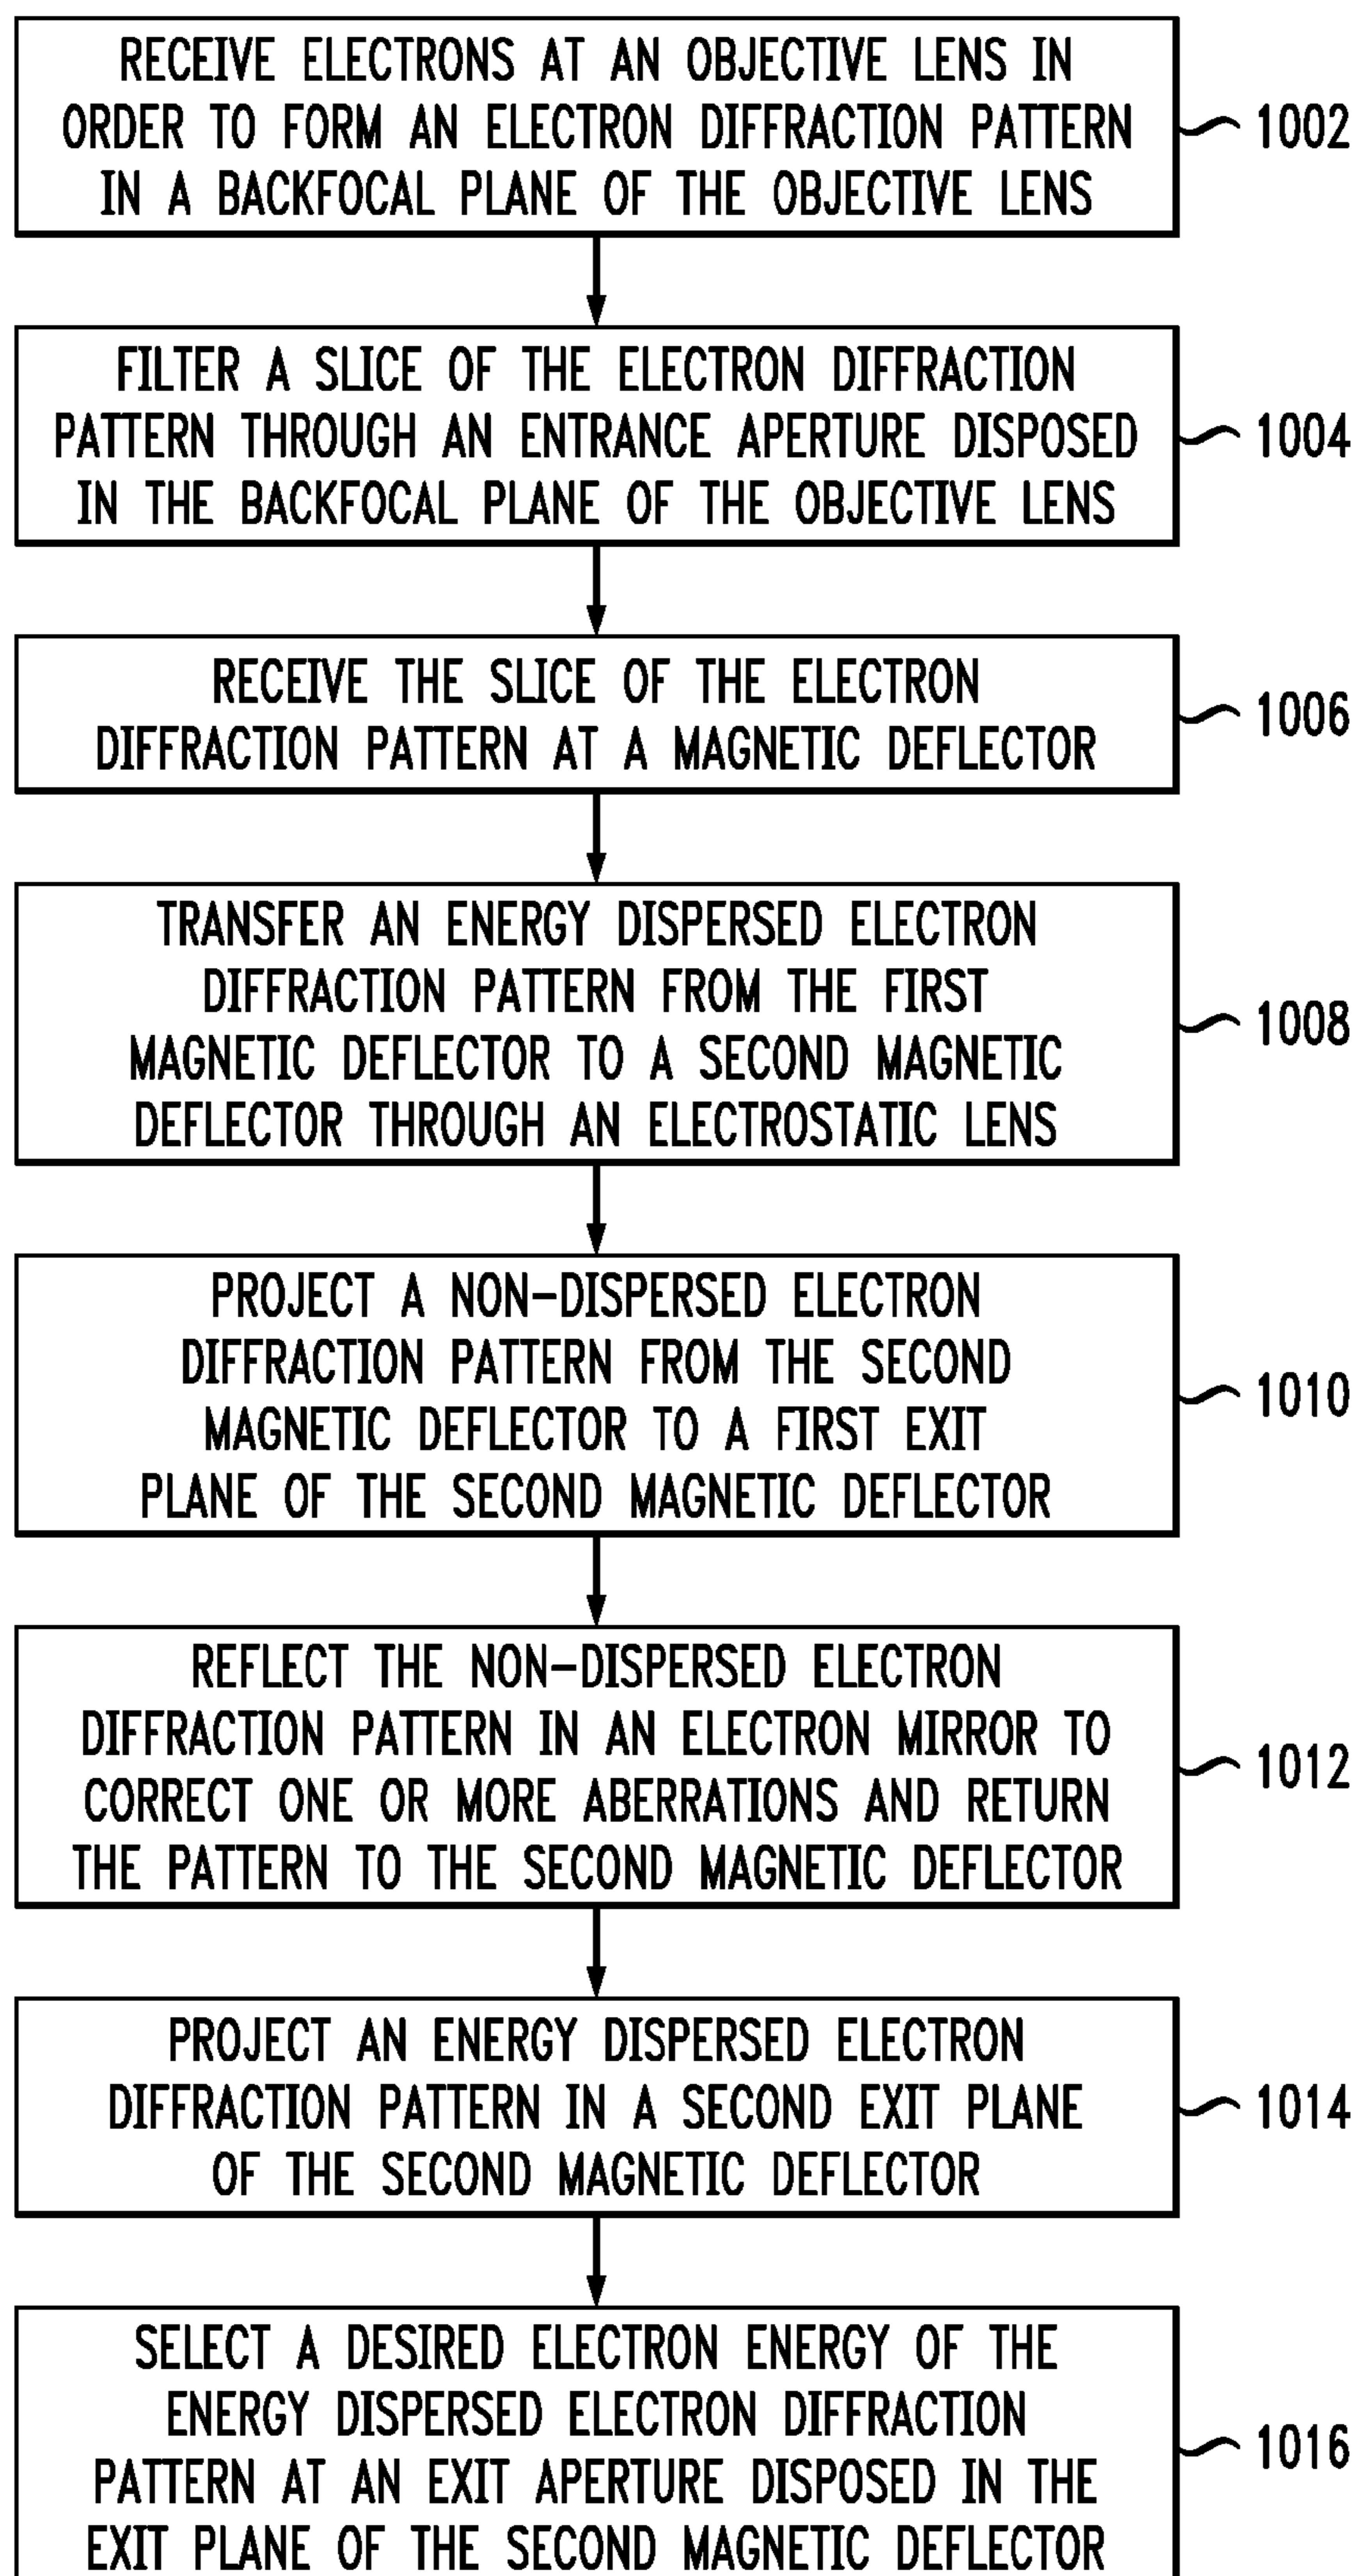 RECEIVE ELECTRONS AT AN OBJECTIVE LENS IN
ORDER TO FORM AN ELECTRON DIFFRACTION PATTERN
IN A BACKFOCAL PLANE OF THE OBJECTIVE LENS
1002
FILTER A SLICE OF THE ELECTRON DIFFRACTION
PATTERN THROUGH AN ENTRANCE APERTURE DISPOSED
IN THE BACKFOCAL PLANE OF THE OBJECTIVE LENS
1004
RECEIVE THE SLICE OF THE ELECTRON
DIFFRACTION PATTERN AT A MAGNETIC DEFLECTOR
1006
TRANSFER AN ENERGY DISPERSED ELECTRON
DIFFRACTION PATTERN FROM THE FIRST
MAGNETIC DEFLECTOR TO A SECOND MAGNETIC
DEFLECTOR THROUGH AN ELECTROSTATIC LENS
1008
PROJECT A NON-DISPERSED ELECTRON
DIFFRACTION PATTERN FROM THE SECOND
MAGNETIC DEFLECTOR TO A FIRST EXIT
PLANE OF THE SECOND MAGNETIC DEFLECTOR
1010
REFLECT THE NON-DISPERSED ELECTRON
DIFFRACTION PATTERN IN AN ELECTRON MIRROR TO
CORRECT ONE OR MORE ABERRATIONS AND RETURN
THE PATTERN TO THE SECOND MAGNETIC DEFLECTOR
1012
PROJECT AN ENERGY DISPERSED ELECTRON
DIFFRACTION PATTERN IN A SECOND EXIT PLANE
OF THE SECOND MAGNETIC DEFLECTOR
1014
SELECT A DESIRED ELECTRON ENERGY OF THE
ENERGY DISPERSED ELECTRON DIFFRACTION
PATTERN AT AN EXIT APERTURE DISPOSED IN THE
EXIT PLANE OF THE SECOND MAGNETIC DEFLECTOR
1016